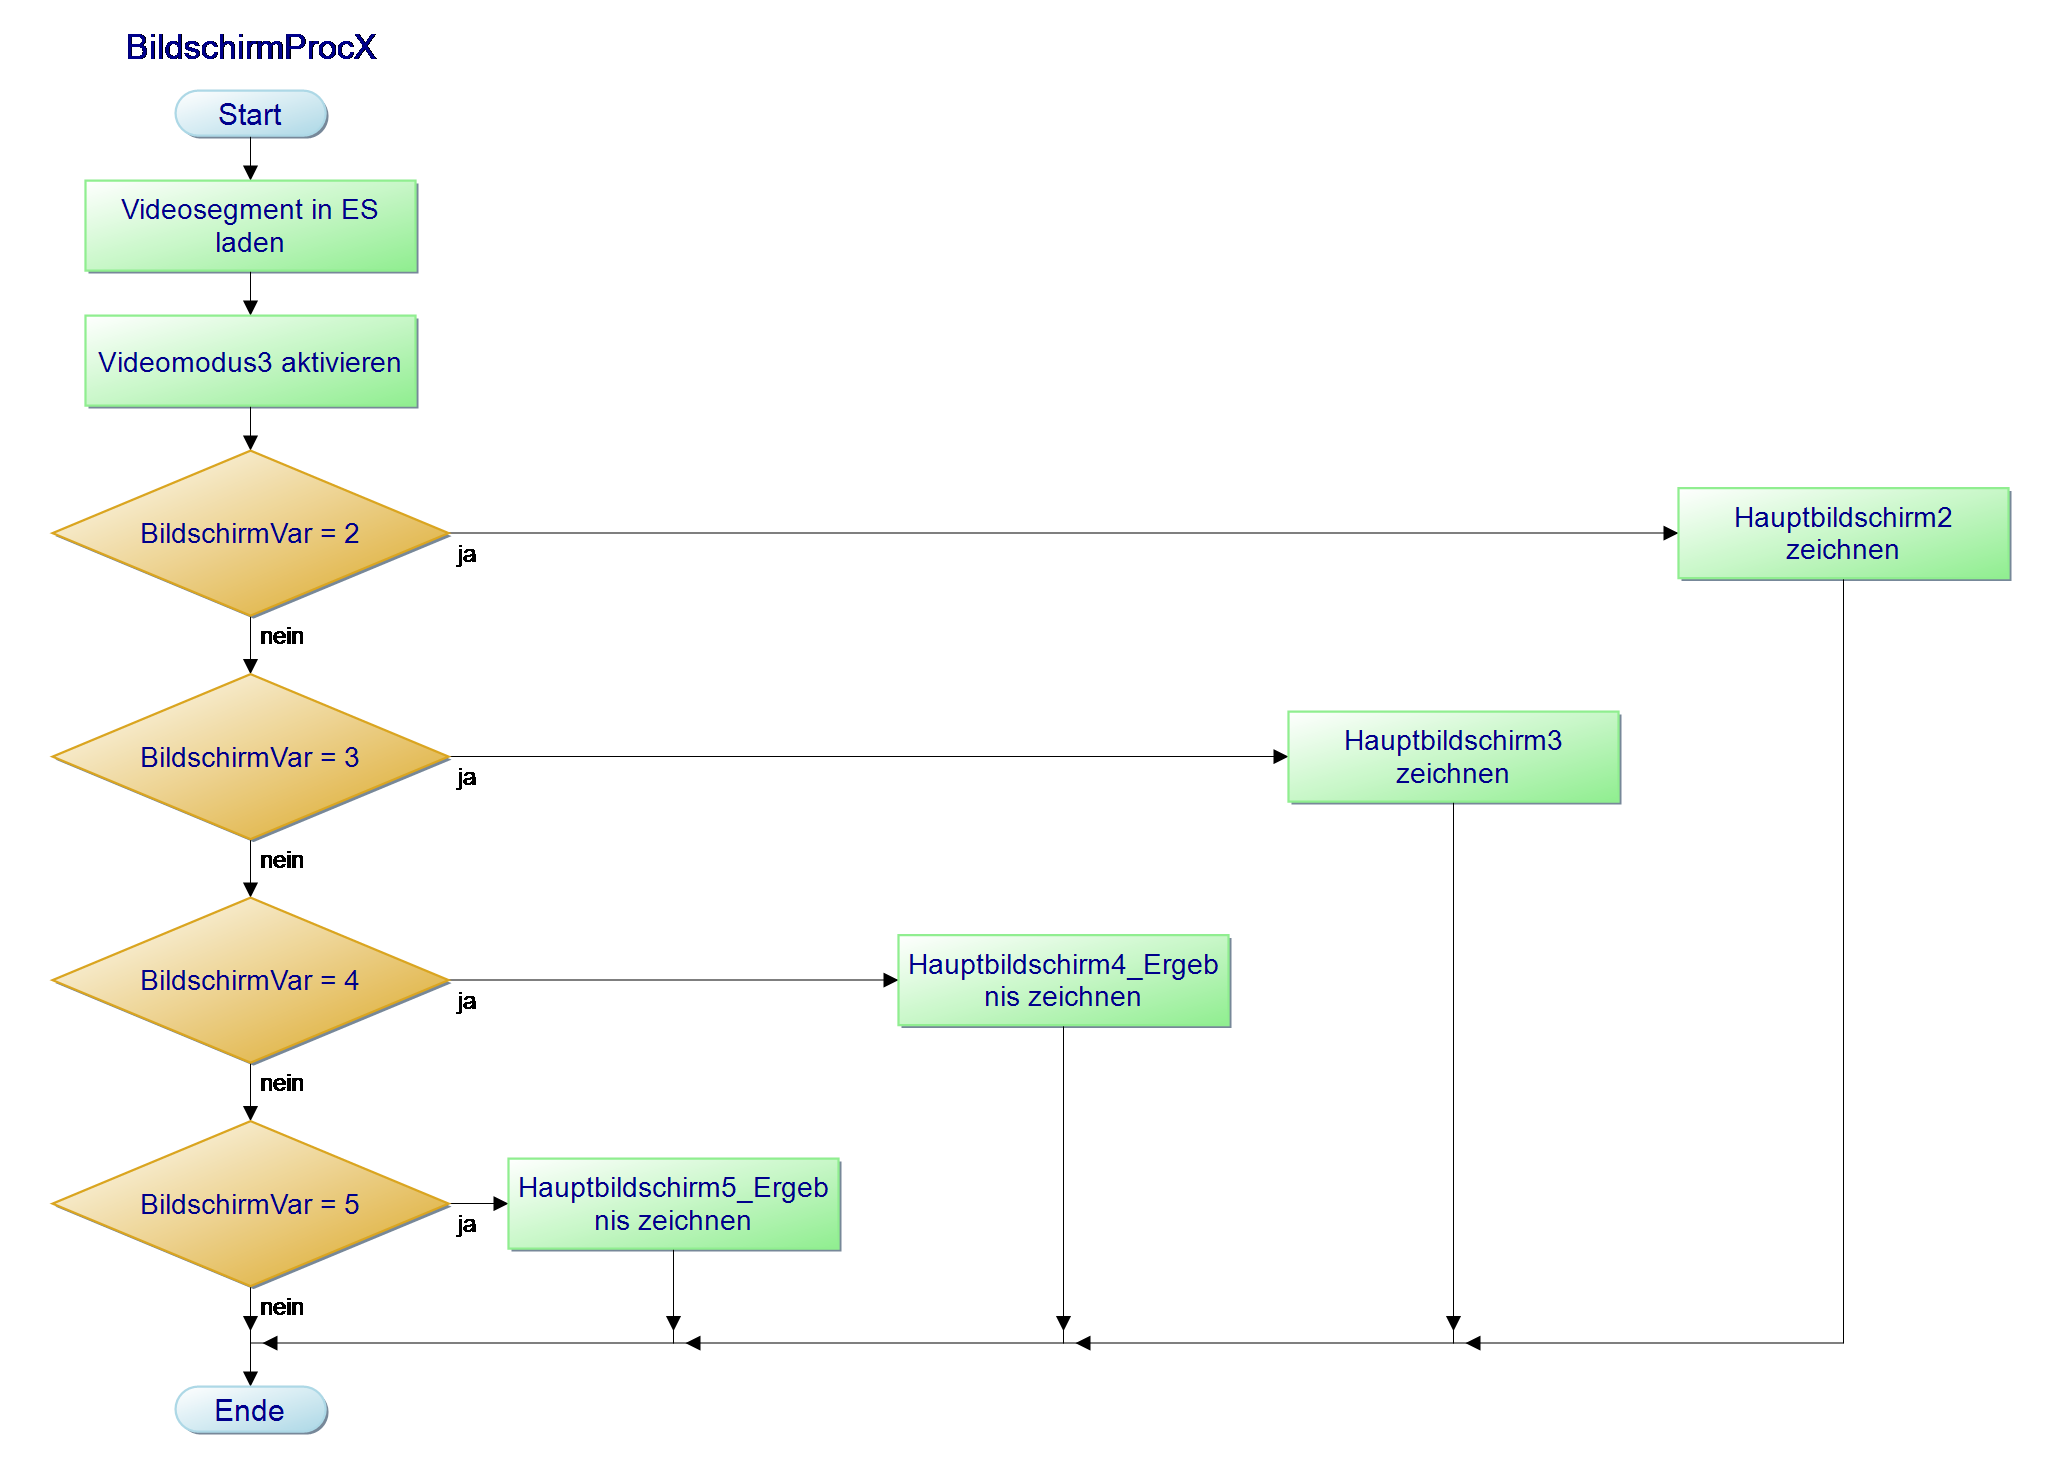 BildschirmProcX
Start
Videosegment in ES
laden
Videomodus3 aktivieren
BildschirmVar = 2
ja
Hauptbildschirm2
zeichnen
nein
BildschirmVar = 3
ja
Hauptbildschirm3
zeichnen
nein
BildschirmVar = 4
ja
Hauptbildschirm4_Ergeb
nis zeichnen
nein
BildschirmVar = 5
ja
Hauptbildschirm5_Ergeb
nis zeichnen
nein
Ende